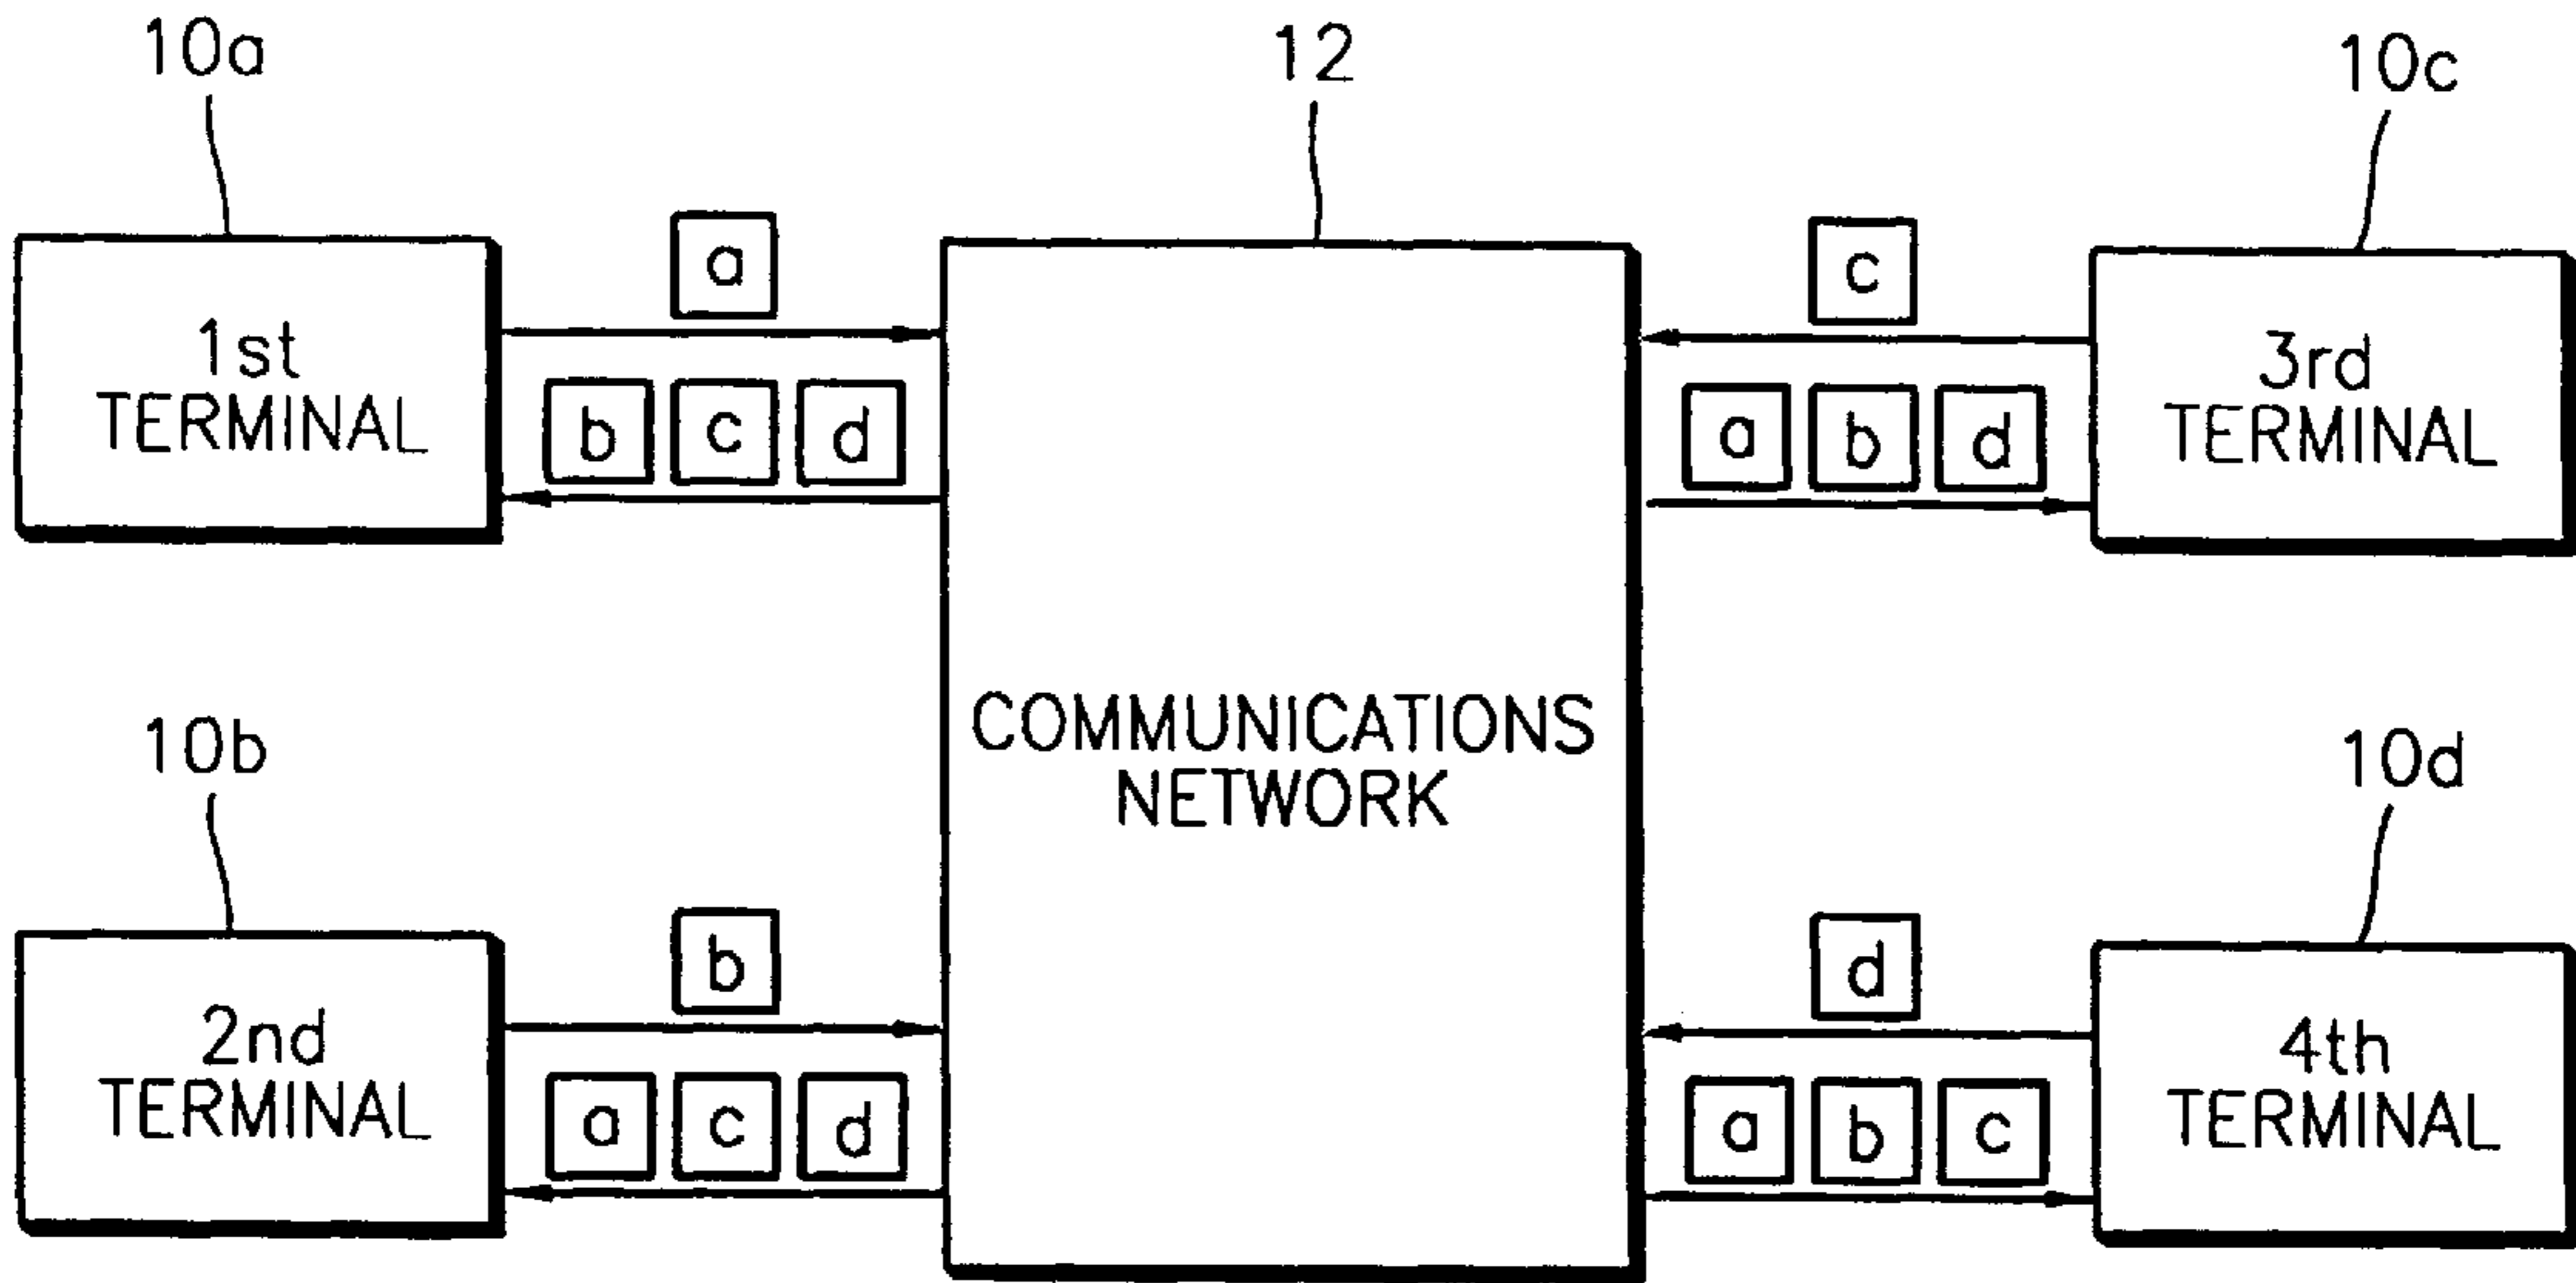 10a
12
10c
a
c
1st
TERMINAL
b c d
3rd
TERMINAL
a b d
COMMUNICATIONS
NETWORK
10b
10d
b
d
2nd
TERMINAL
a c d
4th
TERMINAL
a b c